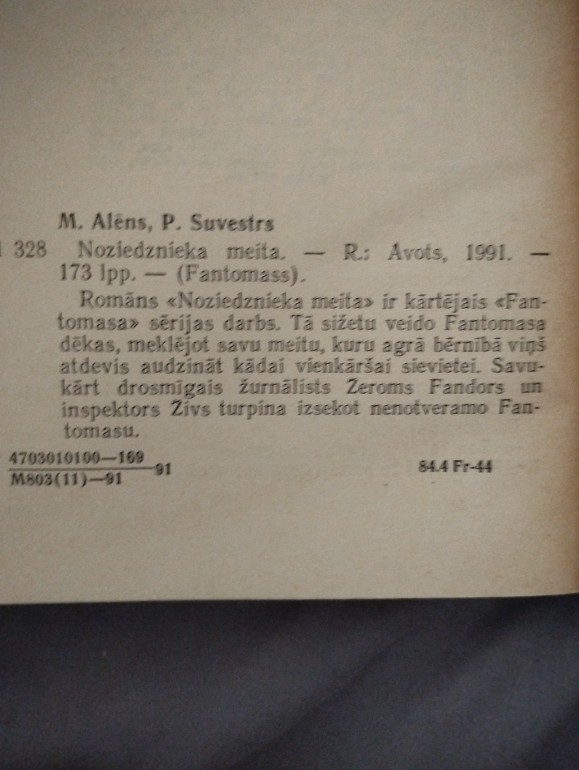 M. Alēns, P. Suvestrs
328 Noziedznieka meita. — R.: Avots, 1991. —
173 lpp. — (Fantomass).
Romāns «Noziedznieka meita» ir kārtējais «Fan-
tomasa» sērijas darbs. Tā sižetu veido Fantomasa
dēkas, meklējot savu meitu, kuru agrā bērnībā viņš
atdevis audzināt kādai vienkāršai sievietei. Savu-
kārt drosmīgais žurnālists Žeroms Fandors un
inspektors Živs turpina izsekot nenotveramo Fan-
tomasu.
4703010100—169
M803(11)—91
91
84.4 Fr-44